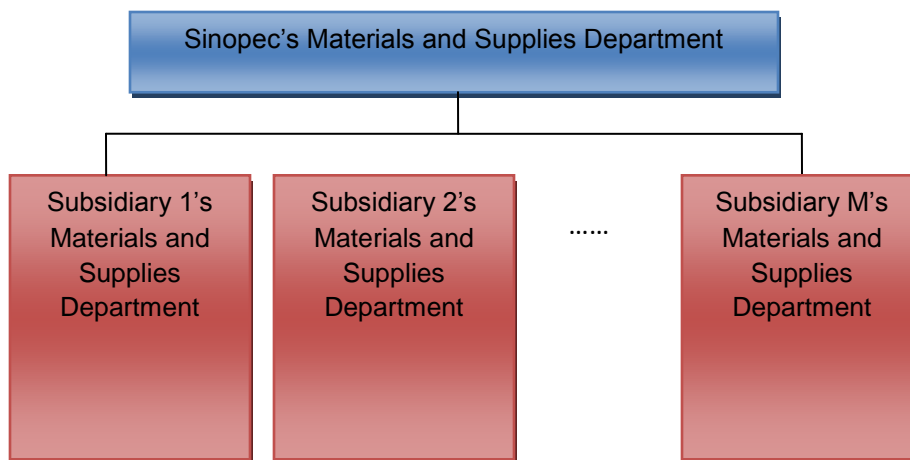 Sinopec’s Materials and Supplies Department
Subsidiary 1’s
Materials and
Supplies
Department
Subsidiary 2’s
Materials and
Supplies
Department
……
Subsidiary M’s
Materials and
Supplies
Department